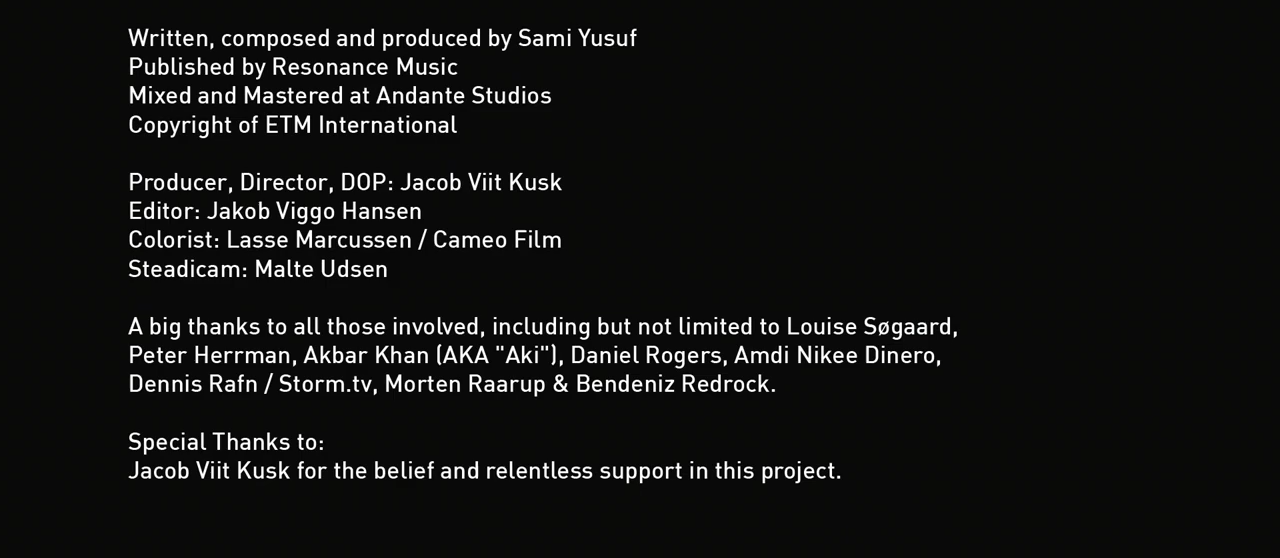 Written, composed and produced by Sami Yusuf
Published by Resonance Music
Mixed and Mastered at Andante Studios
Copyright of ETM International
Producer, Director, DOP: Jacob Viit Kusk
Editor: Jakob Viggo Hansen
Colorist: Lasse Marcussen / Cameo Film
Steadicam: Malte Udsen
A big thanks to all those involved, including but not limited to Louise Søgaard,
Peter Herrman, Akbar Khan (AKA "Aki"), Daniel Rogers, Amdi Nikee Dinero,
Dennis Rafn / Storm.tv, Morten Raarup & Bendeniz Redrock.
Special Thanks to:
Jacob Viit Kusk for the belief and relentless support in this project.